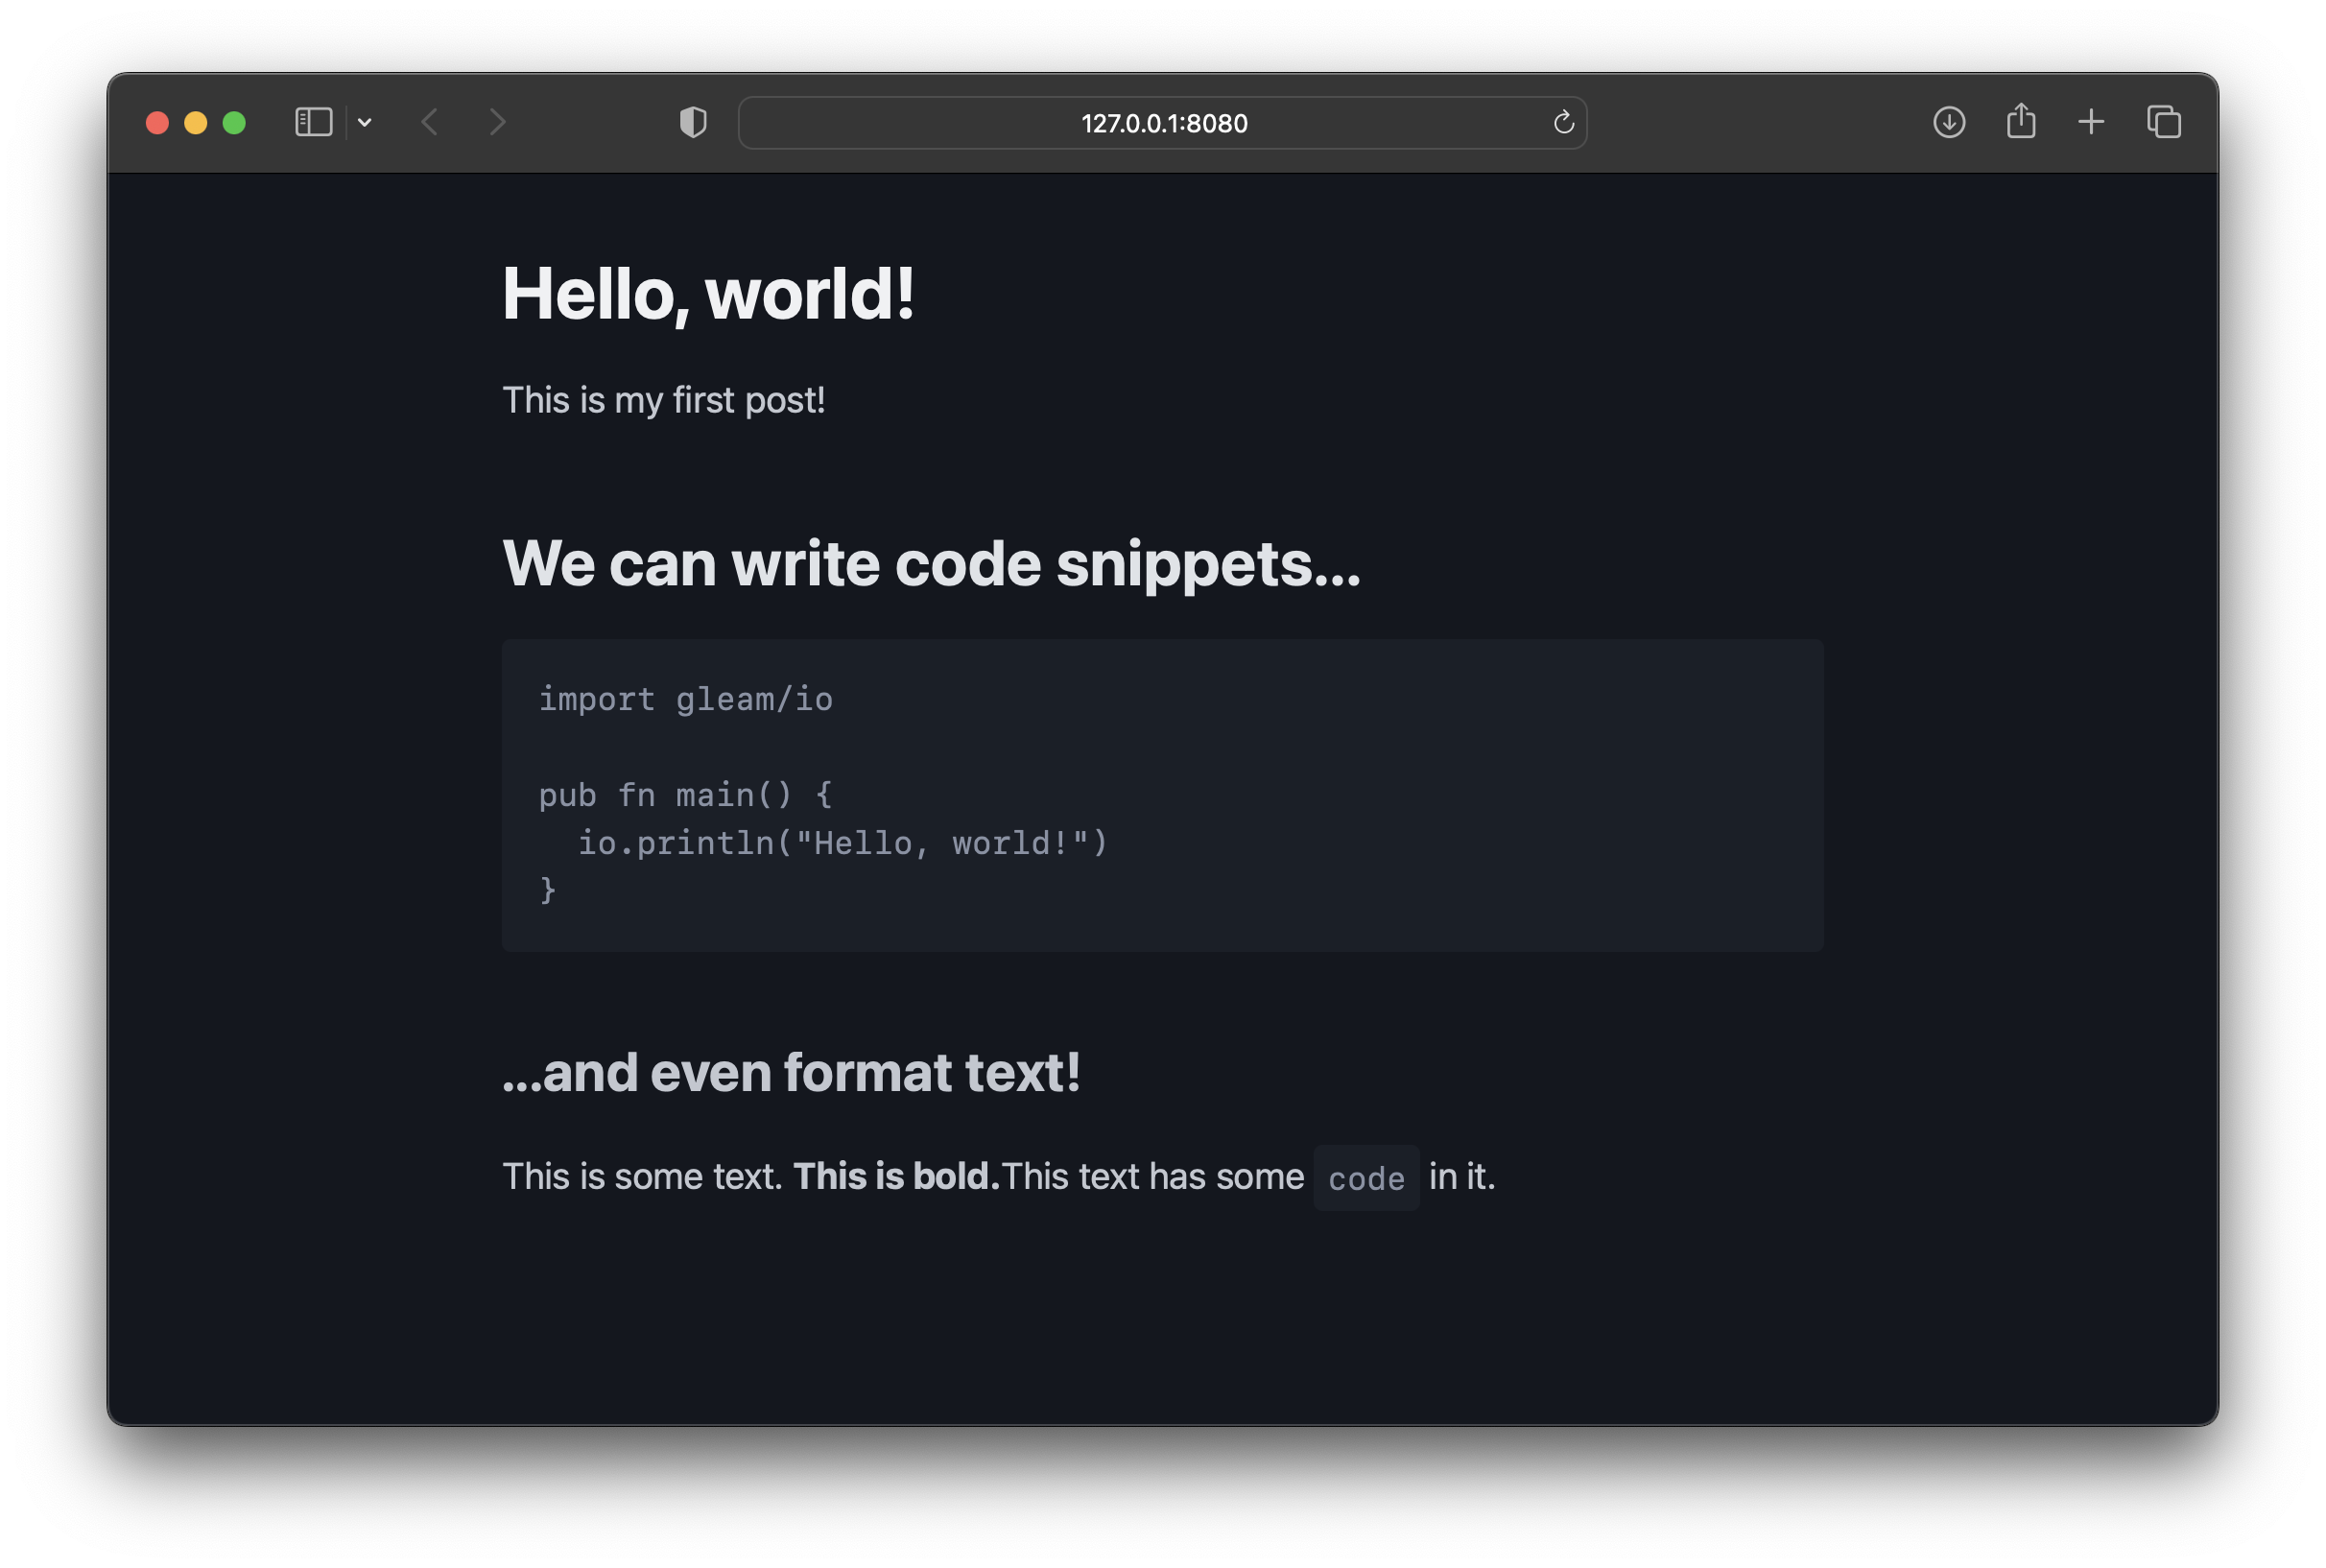 127.0.0.1:8080
Hello, world!
This is my first post!
We can write code snippets...
import gleam/io
pub fn main() {
  io.println("Hello, world!")
}
...and even format text!
This is some text. This is bold.This text has some code in it.